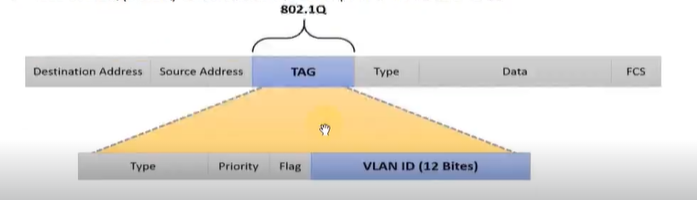 802.1Q
Destination Address Source Address TAG Type Data FCS
Type Priority Flag VLAN ID (12 Bites)